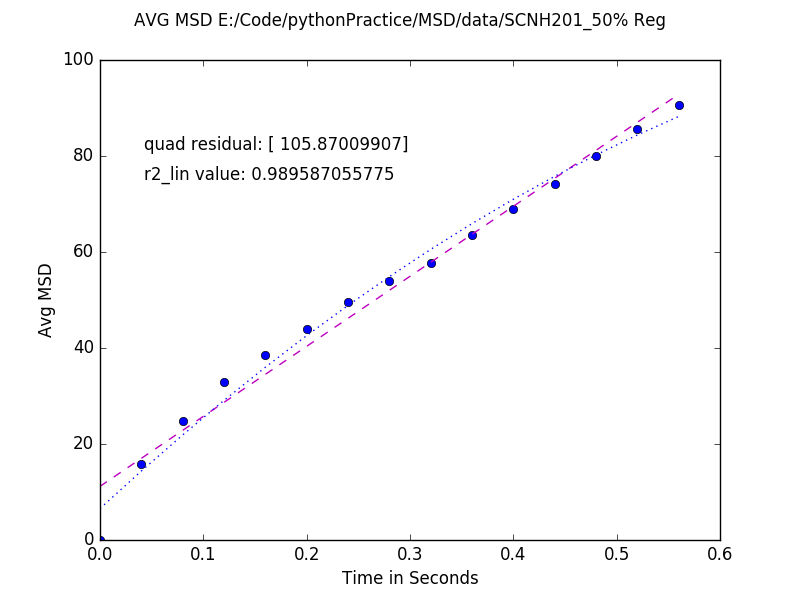 AVG MSD E:/Code/pythonPractice/MSD/data/SCNH201_50% Reg
100
80
60
40
20
0
Avg MSD
quad residual: [ 105.87009907]
r2_lin value: 0.989587055775
0.0 0.1 0.2 0.3 0.4 0.5 0.6
Time in Seconds